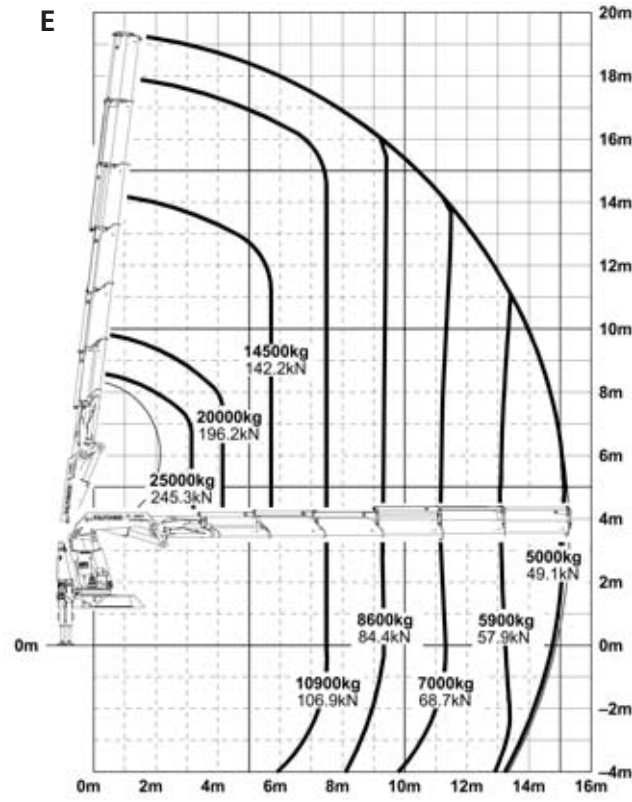 E
20m
18m
16m
14m
12m
10m
8m
6m
4m
2m
0m
−2m
−4m
14500kg
142.2kN
20000kg
196.2kN
25000kg
245.3kN
5000kg
49.1kN
8600kg
84.4kN
5900kg
57.9kN
0m
10900kg
106.9kN
7000kg
68.7kN
0m 2m 4m 6m 8m 10m 12m 14m 16m